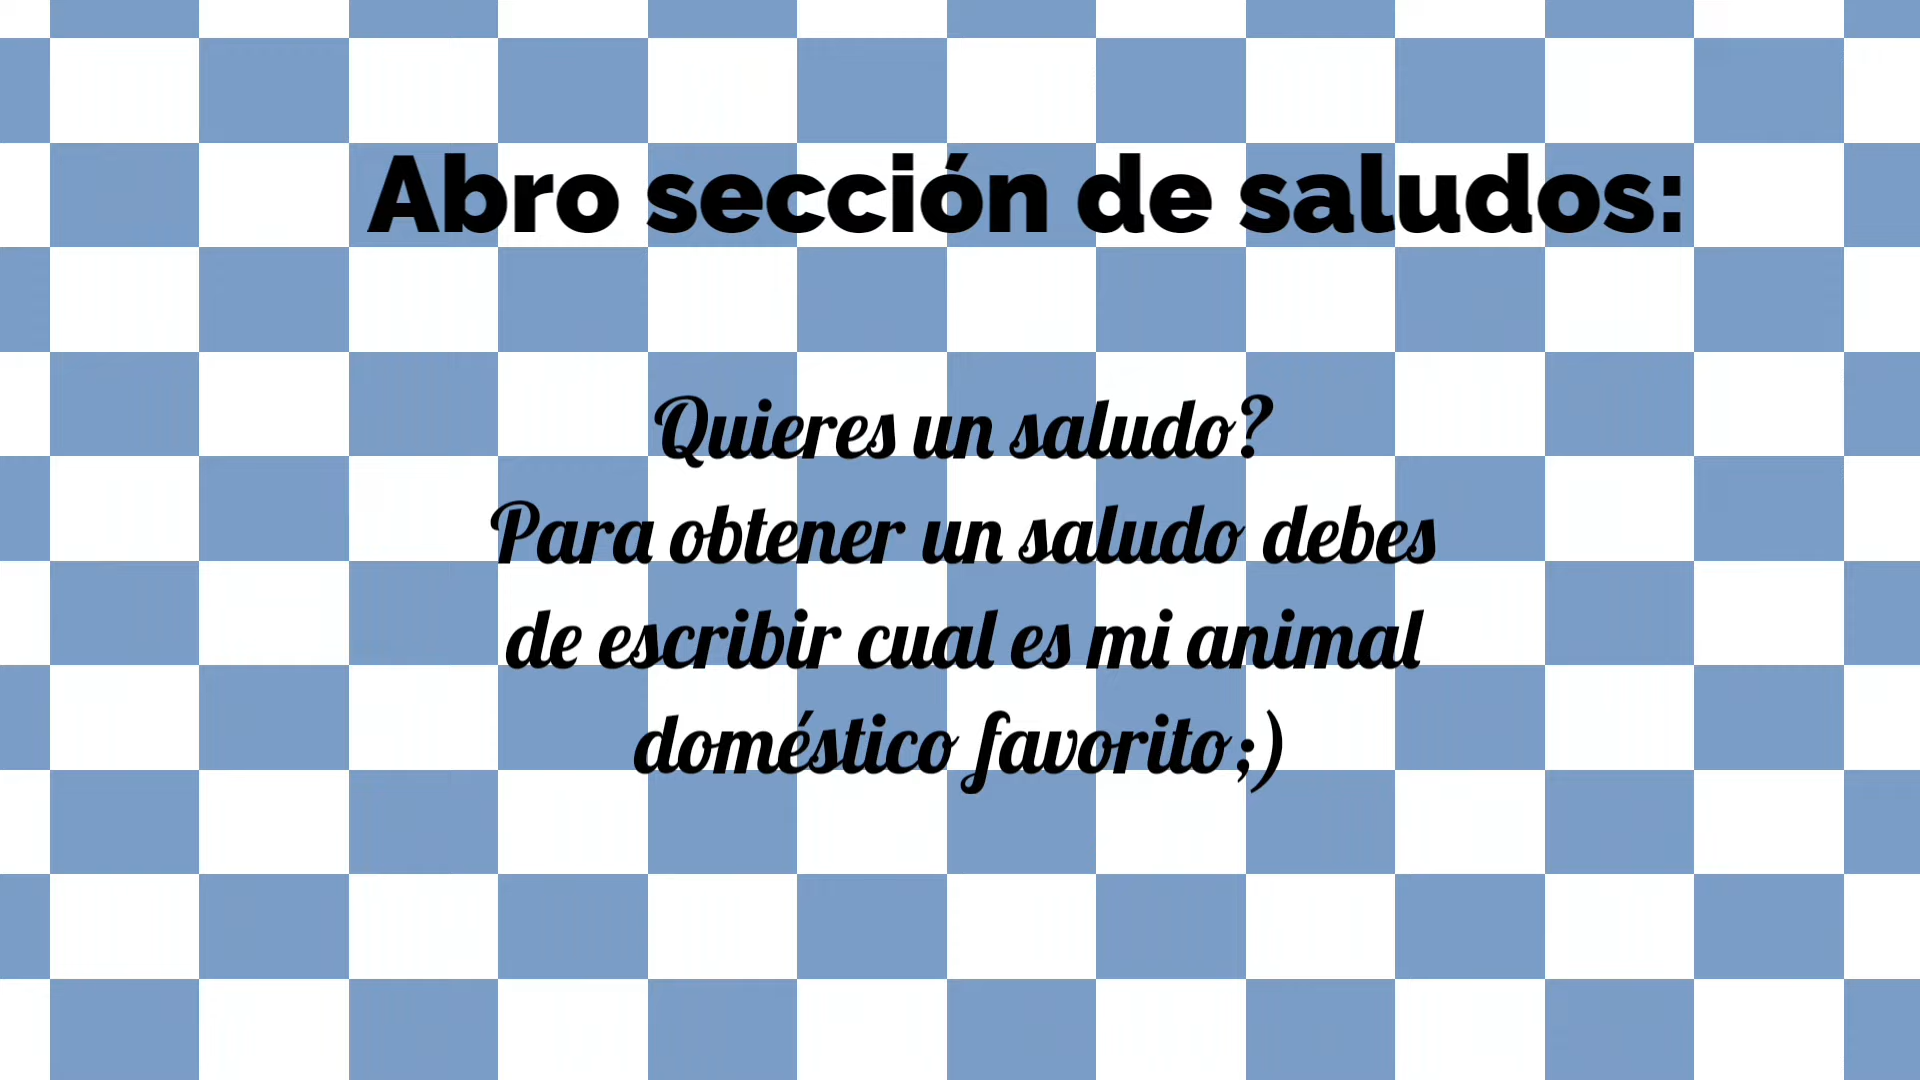 Abro sección de saludos:
Quieres un saludo?
Para obtener un saludo debes
de escribir cual es mi animal
doméstico favorito;)